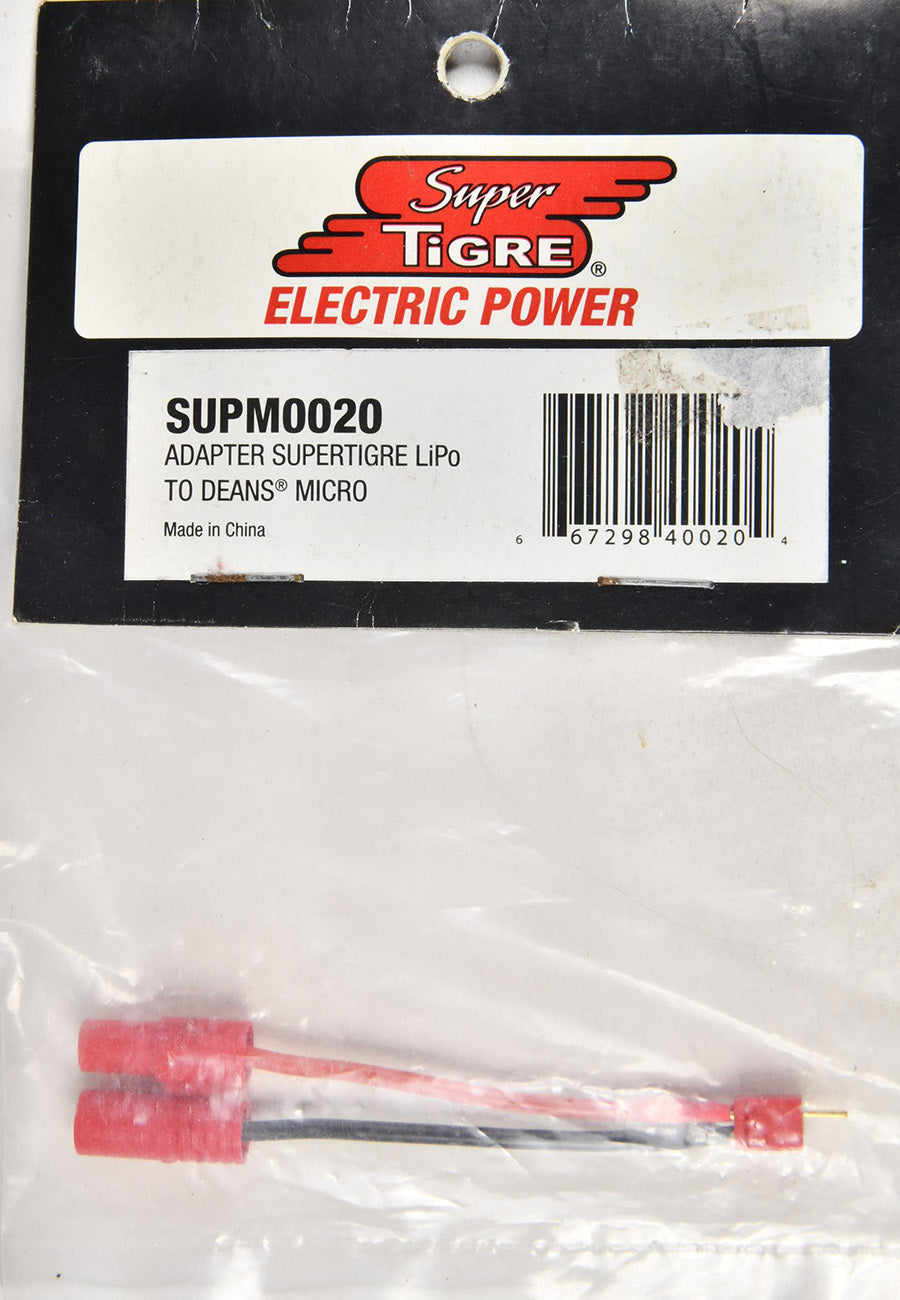 Super
TiGRE®
ELECTRIC POWER
SUPM0020
ADAPTER SUPERTIGRE LiPo
TO DEANS® MICRO
Made in China
6 67298 40020 4